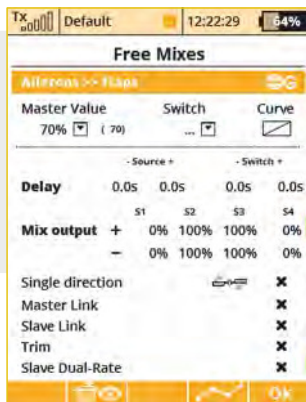 Tx Default 12:22:29 64%
Free Mixes
Ailerons >> Flaps G
Master Value Switch Curve
70% ( 70) ...
- Source + - Switch +
Delay 0.0s 0.0s 0.0s 0.0s
S1 S2 S3 S4
Mix output + 0% 100% 100% 0%
- 0% 100% 100% 0%
Single direction
Master Link
Slave Link
Trim
Slave Dual-Rate
Ok